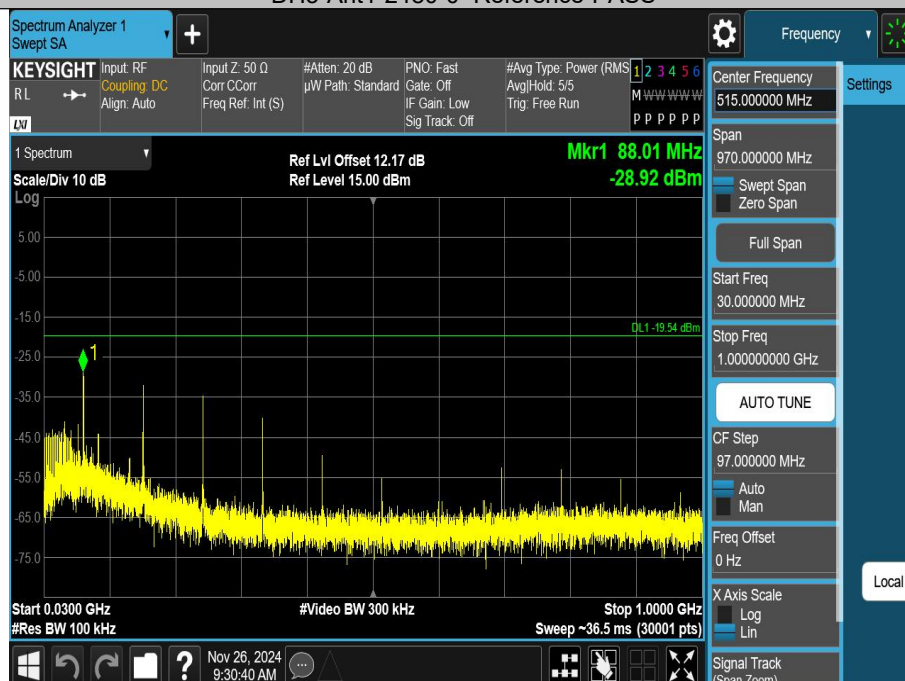 Spectrum Analyzer 1
Swept SA
Frequency
KEYSIGHT
R L
LXI
Input: RF
Coupling: DC
Align: Auto
Input Z: 50 Ω
Corr CCorr
Freq Ref: Int (S)
#Atten: 20 dB
µW Path: Standard
PNO: Fast
Gate: Off
IF Gain: Low
Sig Track: Off
#Avg Type: Power (RMS
Avg|Hold: 5/5
Trig: Free Run
1 2 3 4 5 6
M W W W W W
P P P P P P
Center Frequency
515.000000 MHz
Settings
1 Spectrum
Scale/Div 10 dB
Log
Ref Lvl Offset 12.17 dB
Ref Level 15.00 dBm
Mkr1 88.01 MHz
-28.92 dBm
5.00
-5.00
-15.0
-25.0
-35.0
-45.0
-55.0
-65.0
-75.0
DL1 -19.54 dBm
1
Start 0.0300 GHz
#Res BW 100 kHz
#Video BW 300 kHz
Stop 1.0000 GHz
Sweep ~36.5 ms (30001 pts)
Span
970.000000 MHz
Swept Span
Zero Span
Full Span
Start Freq
30.000000 MHz
Stop Freq
1.000000000 GHz
AUTO TUNE
CF Step
97.000000 MHz
Auto
Man
Freq Offset
0 Hz
X Axis Scale
Log
Lin
Signal Track
(Span Zoom)
Local
?
Nov 26, 2024
9:30:40 AM